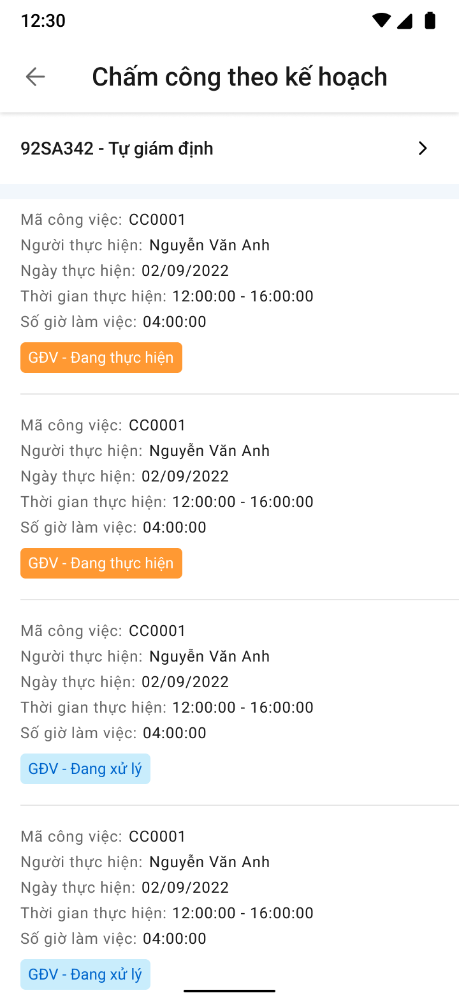 12:30
Chấm công theo kế hoạch
92SA342 - Tự giám định
Mã công việc: CC0001
Người thực hiện: Nguyễn Văn Anh
Ngày thực hiện: 02/09/2022
Thời gian thực hiện: 12:00:00 - 16:00:00
Số giờ làm việc: 04:00:00
GĐV - Đang thực hiện
Mã công việc: CC0001
Người thực hiện: Nguyễn Văn Anh
Ngày thực hiện: 02/09/2022
Thời gian thực hiện: 12:00:00 - 16:00:00
Số giờ làm việc: 04:00:00
GĐV - Đang thực hiện
Mã công việc: CC0001
Người thực hiện: Nguyễn Văn Anh
Ngày thực hiện: 02/09/2022
Thời gian thực hiện: 12:00:00 - 16:00:00
Số giờ làm việc: 04:00:00
GĐV - Đang xử lý
Mã công việc: CC0001
Người thực hiện: Nguyễn Văn Anh
Ngày thực hiện: 02/09/2022
Thời gian thực hiện: 12:00:00 - 16:00:00
Số giờ làm việc: 04:00:00
GĐV - Đang xử lý